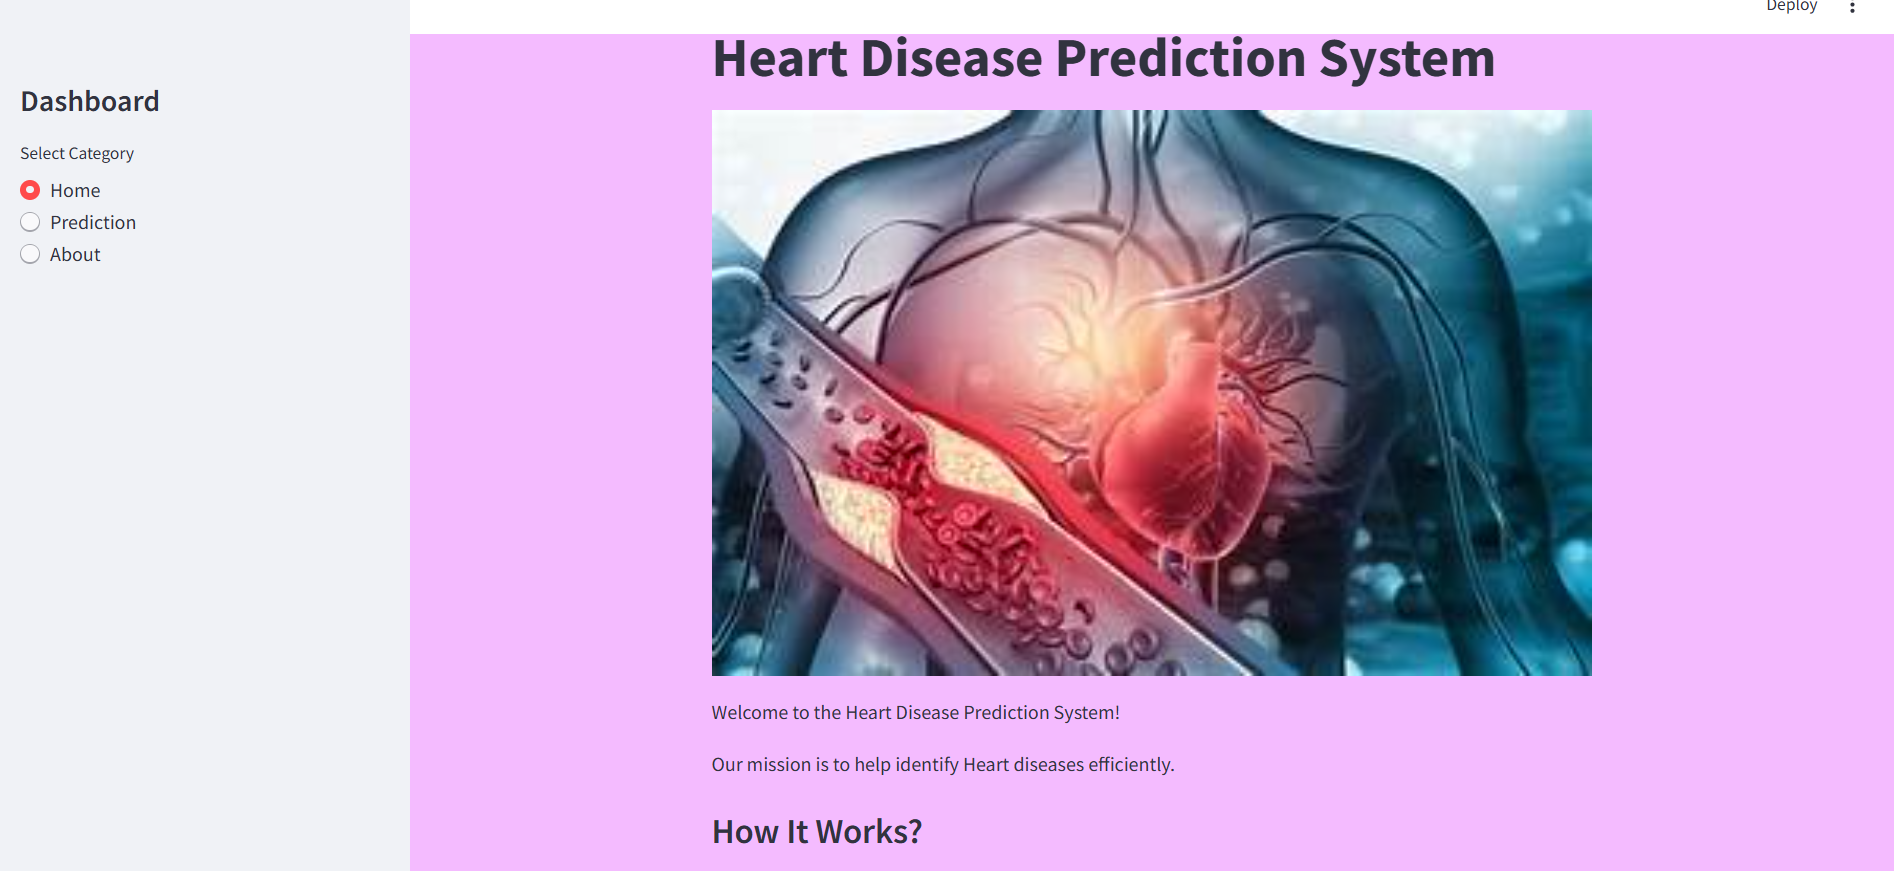 Deploy
Dashboard
Select Category
Home
Prediction
About
Heart Disease Prediction System
Welcome to the Heart Disease Prediction System!
Our mission is to help identify Heart diseases efficiently.
How It Works?